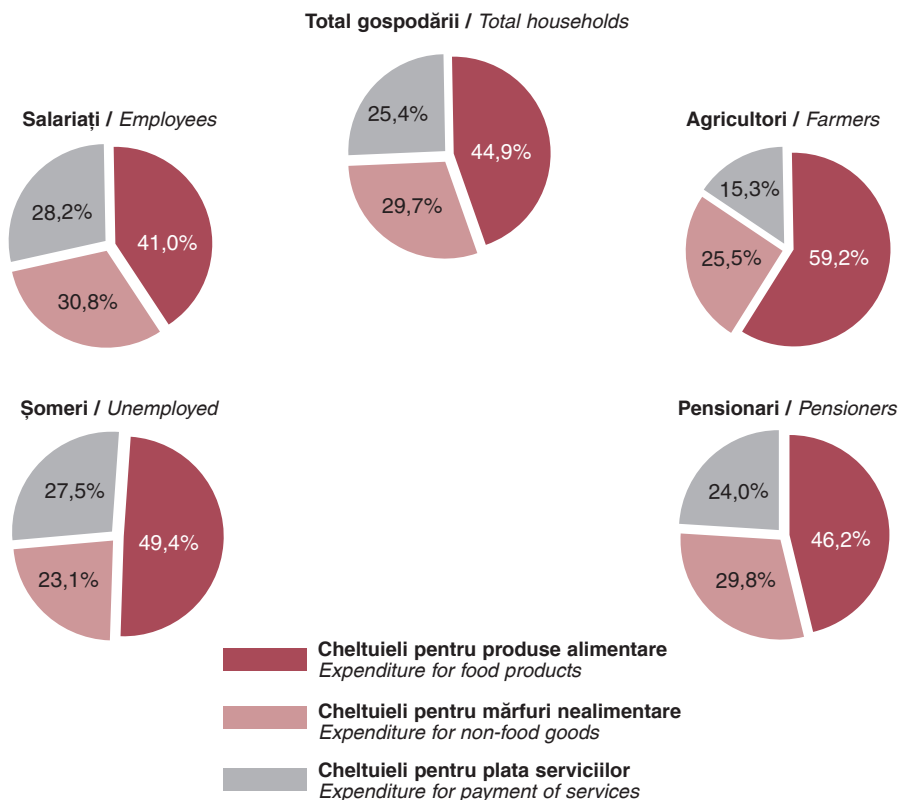 Total gospodării / Total households
25,4%
44,9%
29,7%
Salariați / Employees
28,2%
41,0%
30,8%
Agricultori / Farmers
15,3%
25,5%
59,2%
Șomeri / Unemployed
27,5%
49,4%
23,1%
Pensionari / Pensioners
24,0%
46,2%
29,8%
Cheltuieli pentru produse alimentare
Expenditure for food products
Cheltuieli pentru mărfuri nealimentare
Expenditure for non-food goods
Cheltuieli pentru plata serviciilor
Expenditure for payment of services